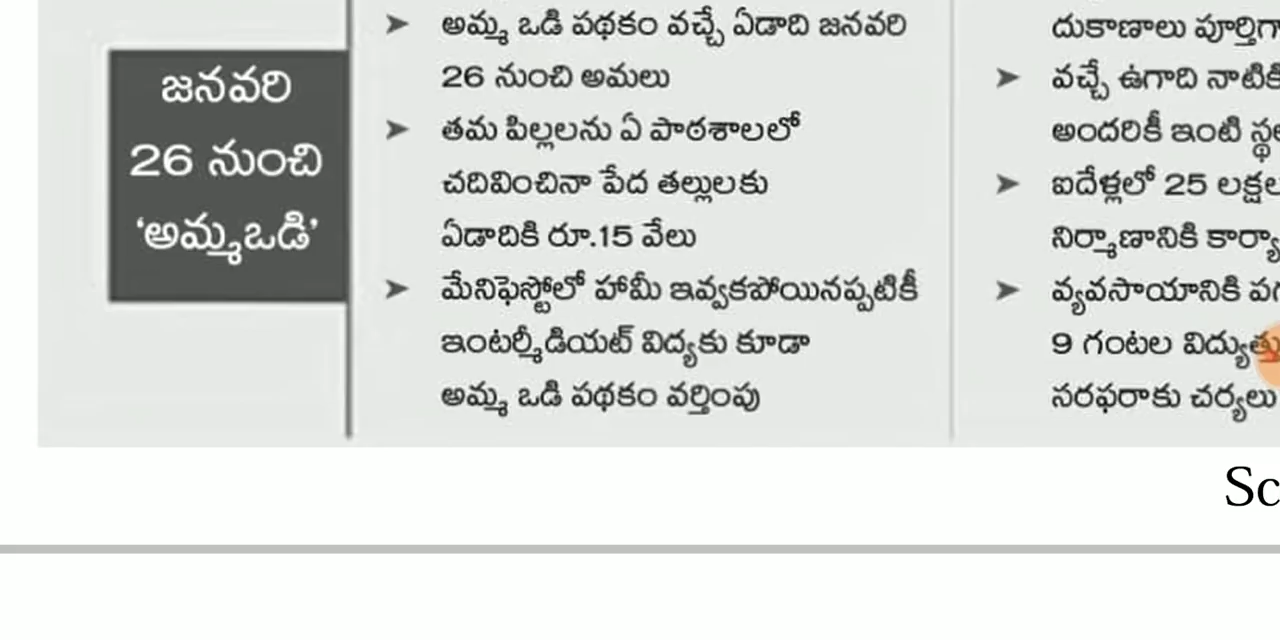 జనవరి
26 నుంచి
‘అమ్మఒడి’
➤ అమ్మ ఒడి పథకం వచ్చే ఏడాది జనవరి
26 నుంచి అమలు
➤ తమ పిల్లలను ఏ పాఠశాలలో
చదివించినా పేద తల్లులకు
ఏడాదికి రూ.15 వేలు
➤ మేనిఫెస్టోలో హామీ ఇవ్వకపోయినప్పటికీ
ఇంటర్మీడియట్ విద్యకు కూడా
అమ్మ ఒడి పథకం వర్తింపు
దుకాణాలు
➤ వచ్చే ఉగాది
అందరికీ ఇంటి
➤ ఐదేళ్లలో 25
నిర్మాణానికి
➤ వ్యవసాయానికి
9 గంటల
సరఫరాకు చర్యలు